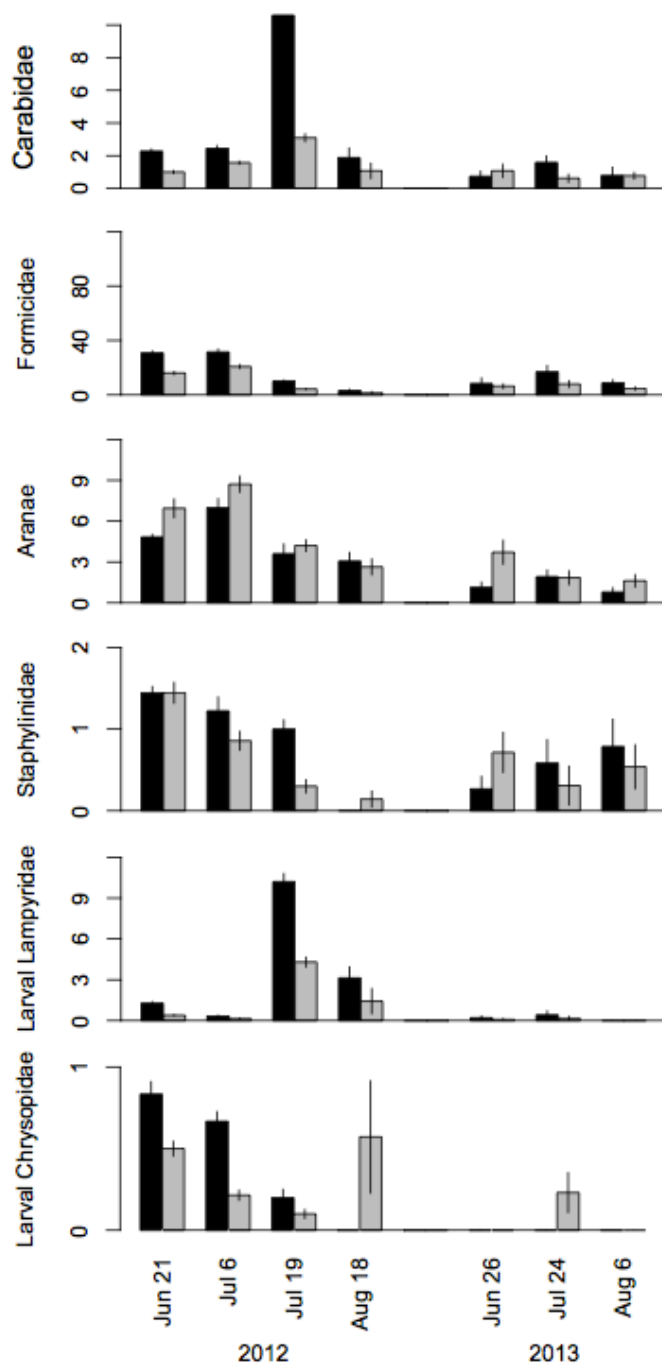 Carabidae
8
6
4
2
0
Formicidae
80
40
0
Aranae
9
6
3
0
Staphylinidae
2
1
0
Larval Lampyridae
9
6
3
0
Larval Chrysopidae
1
0
Jun 21
Jul 6
Jul 19
Aug 18
Jun 26
Jul 24
Aug 6
2012
2013